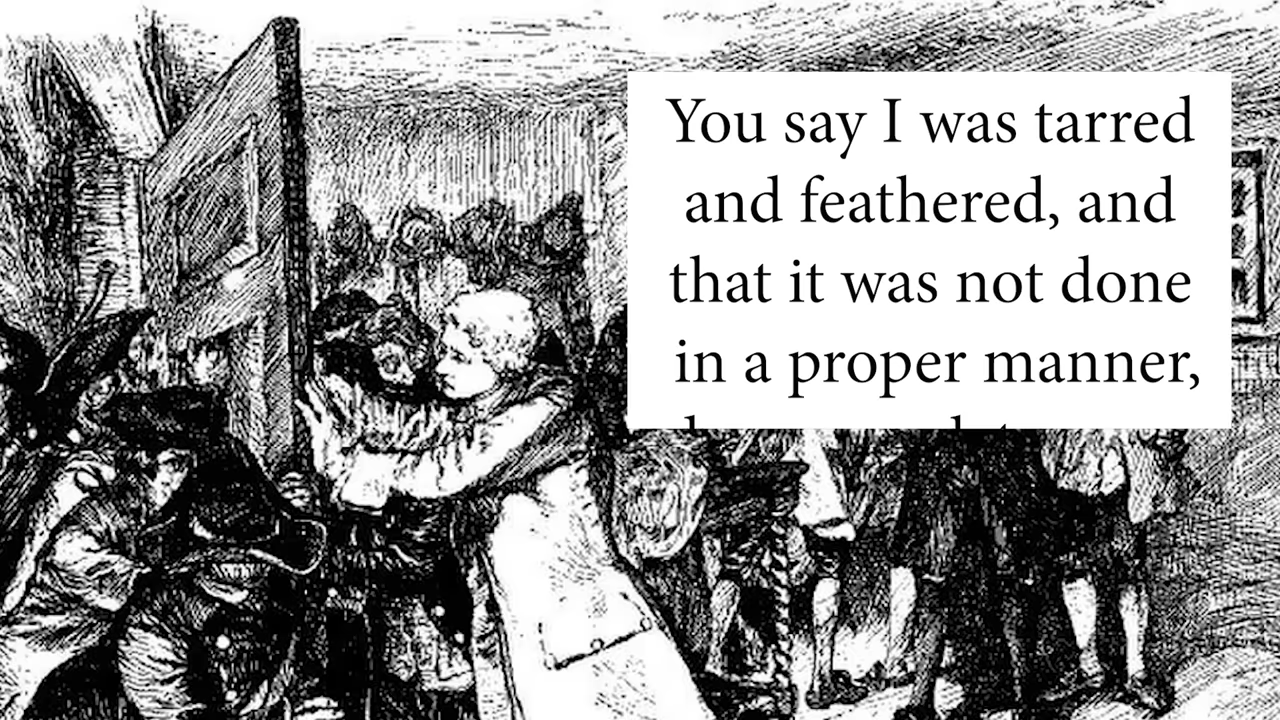 You say I was tarred
and feathered, and
that it was not done
in a proper manner,